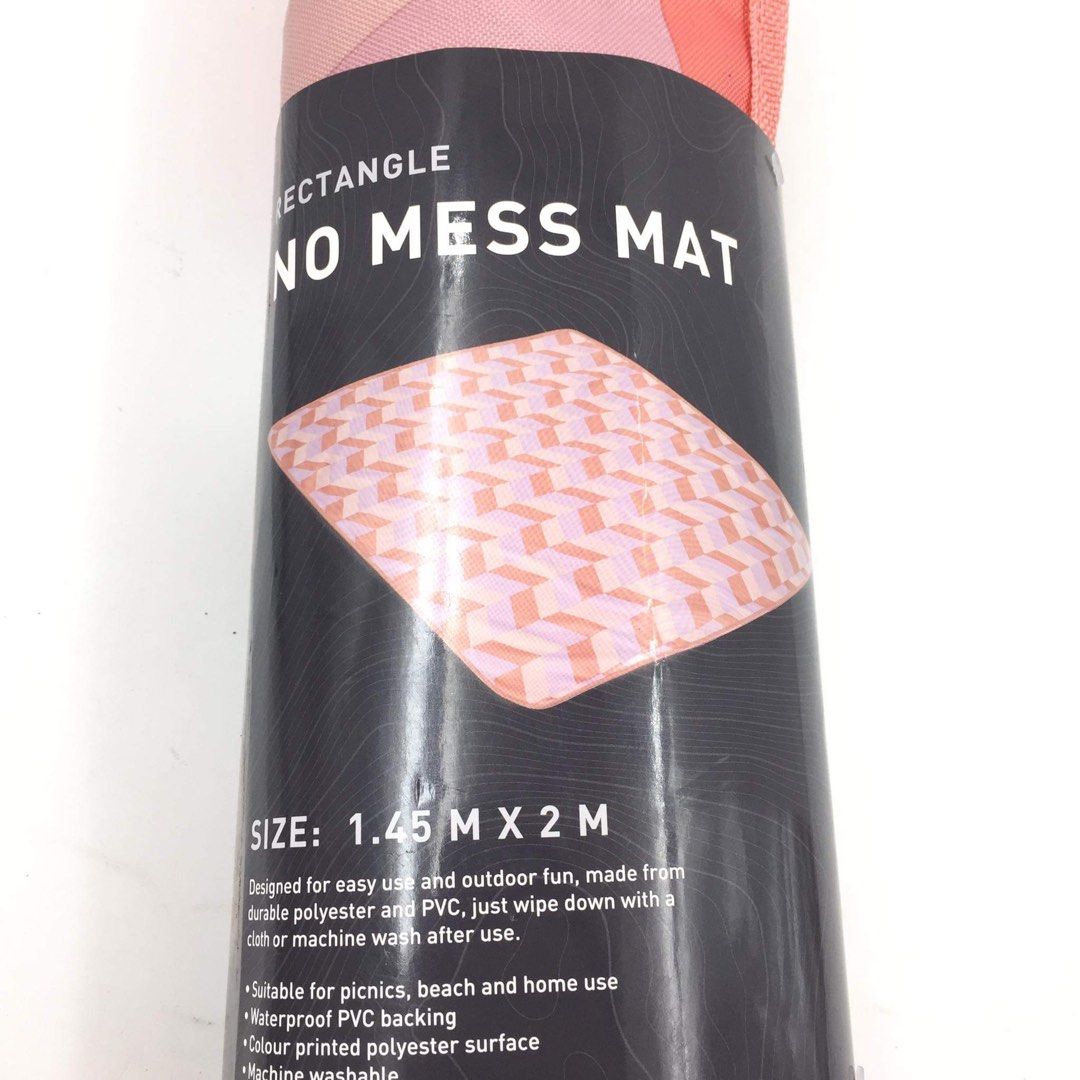 RECTANGLE
NO MESS MAT
SIZE: 1.45 M X 2 M
Designed for easy use and outdoor fun, made from
durable polyester and PVC, just wipe down with a
cloth or machine wash after use.
•Suitable for picnics, beach and home use
•Waterproof PVC backing
•Colour printed polyester surface
•Machine washable